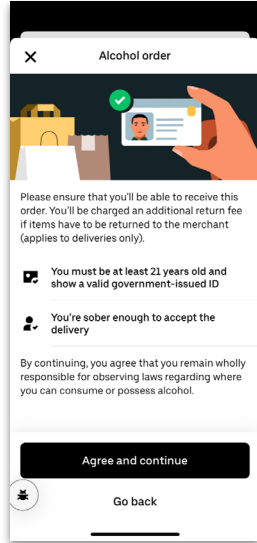 Alcohol order
Please ensure that you'll be able to receive this
order. You'll be charged an additional return fee
if items have to be returned to the merchant
(applies to deliveries only).
You must be at least 21 years old and
show a valid government-issued ID
You're sober enough to accept the
delivery
By continuing, you agree that you remain wholly
responsible for observing laws regarding where
you can consume or possess alcohol.
Agree and continue
Go back